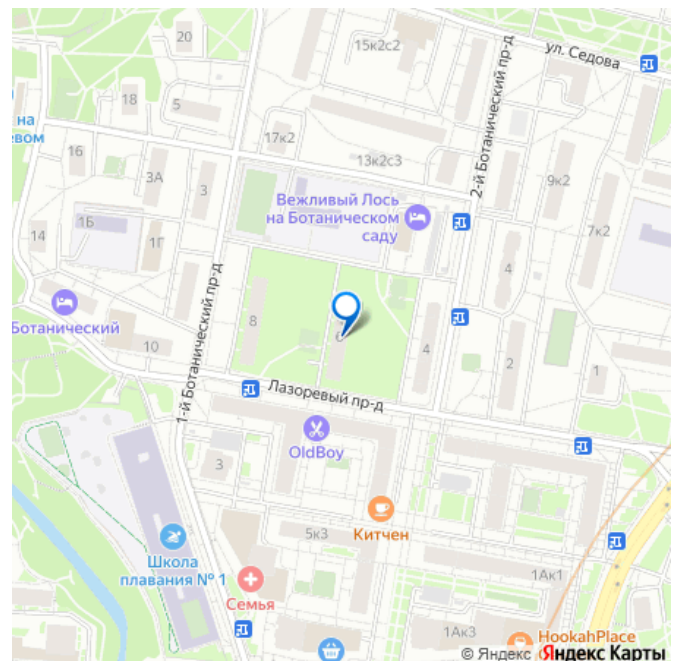 20
15к2с2
ул. Седова
18
5
на
евом
17к2
2-й Ботанический пр-д
16
13к2с3
3А
3
9к2
Вежливый Лось
на Ботаническом
саду
1Б
7к2
14
1Г
4
1-й Ботанический пр-д
Ботанический
8
10
4
2
1
Лазоревый пр-д
OldBoy
3
Китчен
5к3
Школа
плавания № 1
1Ак1
Семья
1Ак3
HookahPlace
© Яндекс Яндекс Карты